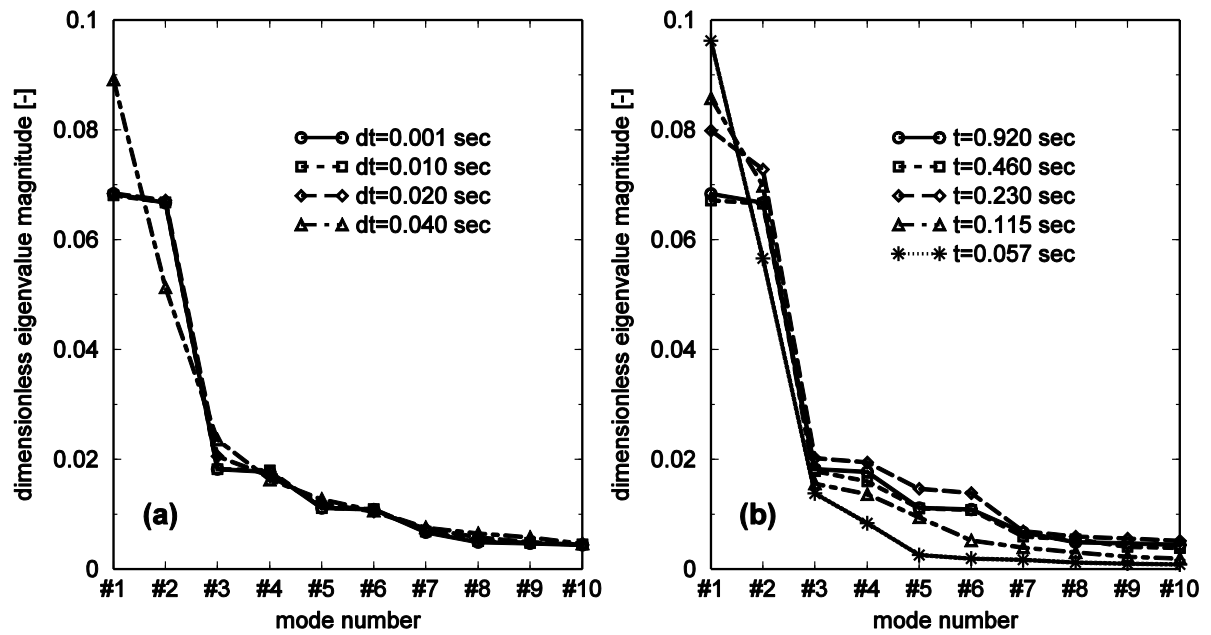 dimensionless eigenvalue magnitude [-]
0.1
0.08
0.06
0.04
0.02
0
dt=0.001 sec
dt=0.010 sec
dt=0.020 sec
dt=0.040 sec
(a)
#1 #2 #3 #4 #5 #6 #7 #8 #9 #10
mode number
dimensionless eigenvalue magnitude [-]
0.1
0.08
0.06
0.04
0.02
0
t=0.920 sec
t=0.460 sec
t=0.230 sec
t=0.115 sec
t=0.057 sec
(b)
#1 #2 #3 #4 #5 #6 #7 #8 #9 #10
mode number